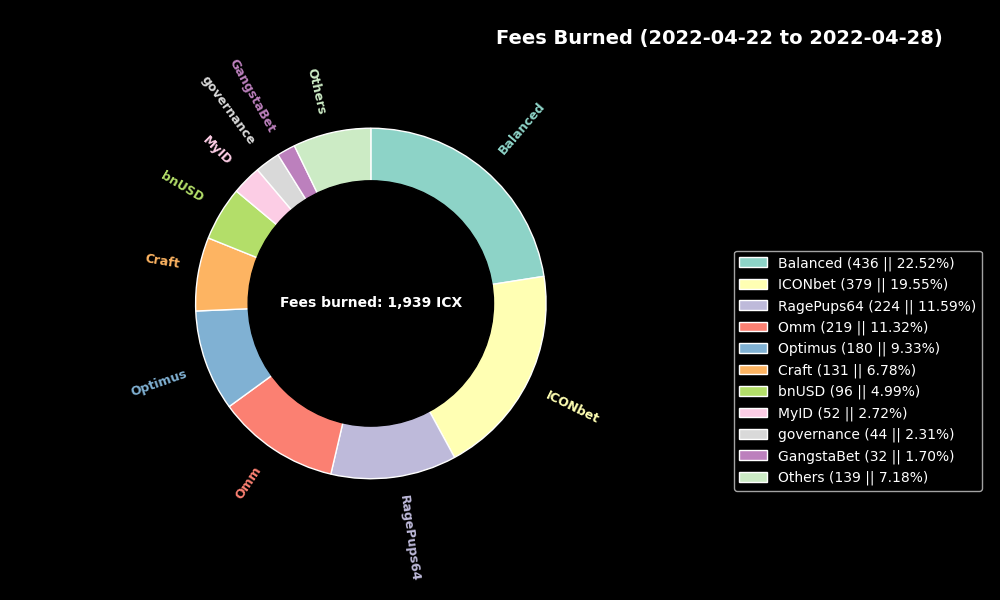 Fees Burned (2022-04-22 to 2022-04-28)
Others
GangstaBet
governance
MyID
bnUSD
Craft
Optimus
Omm
RagePups64
ICONbet
Balanced
Fees burned: 1,939 ICX
Balanced (436 || 22.52%)
ICONbet (379 || 19.55%)
RagePups64 (224 || 11.59%)
Omm (219 || 11.32%)
Optimus (180 || 9.33%)
Craft (131 || 6.78%)
bnUSD (96 || 4.99%)
MyID (52 || 2.72%)
governance (44 || 2.31%)
GangstaBet (32 || 1.70%)
Others (139 || 7.18%)